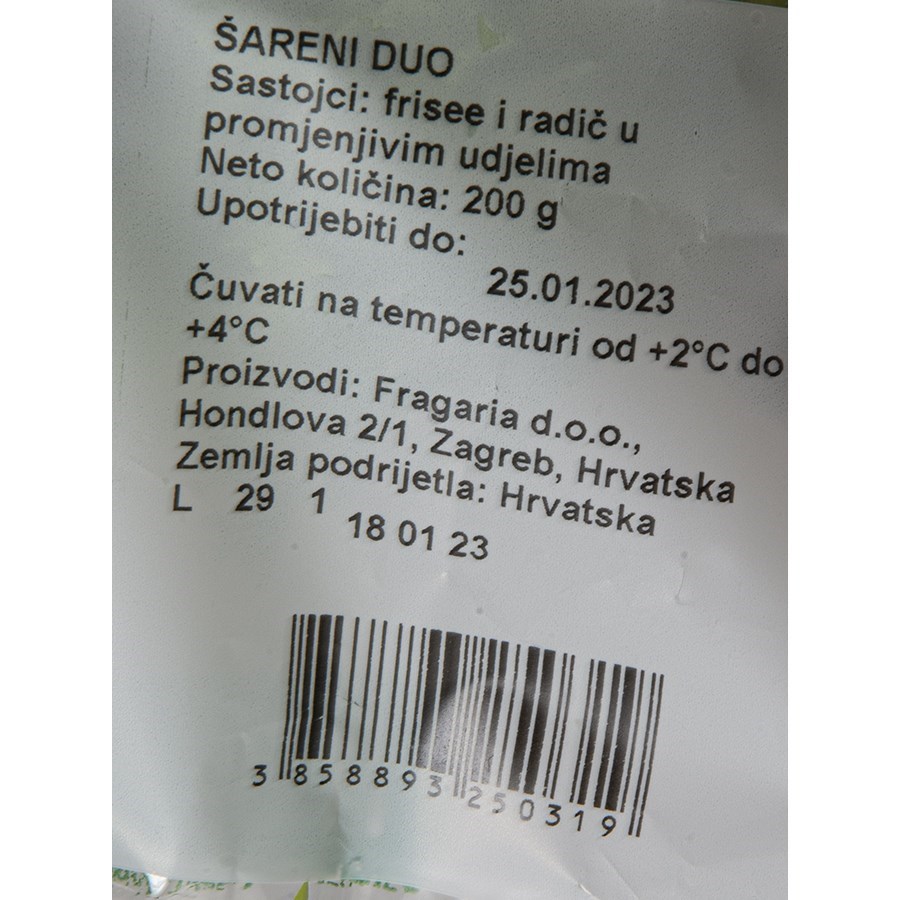 ŠARENI DUO
Sastojci: frisee i radič u
promjenjivim udjelima
Neto količina: 200 g
Upotrijebiti do:
25.01.2023
Čuvati na temperaturi od +2°C do
+4°C
Proizvodi: Fragaria d.o.o.,
Hondlova 2/1, Zagreb, Hrvatska
Zemlja podrijetla: Hrvatska
L 29 1
18 01 23
3 858893 250319